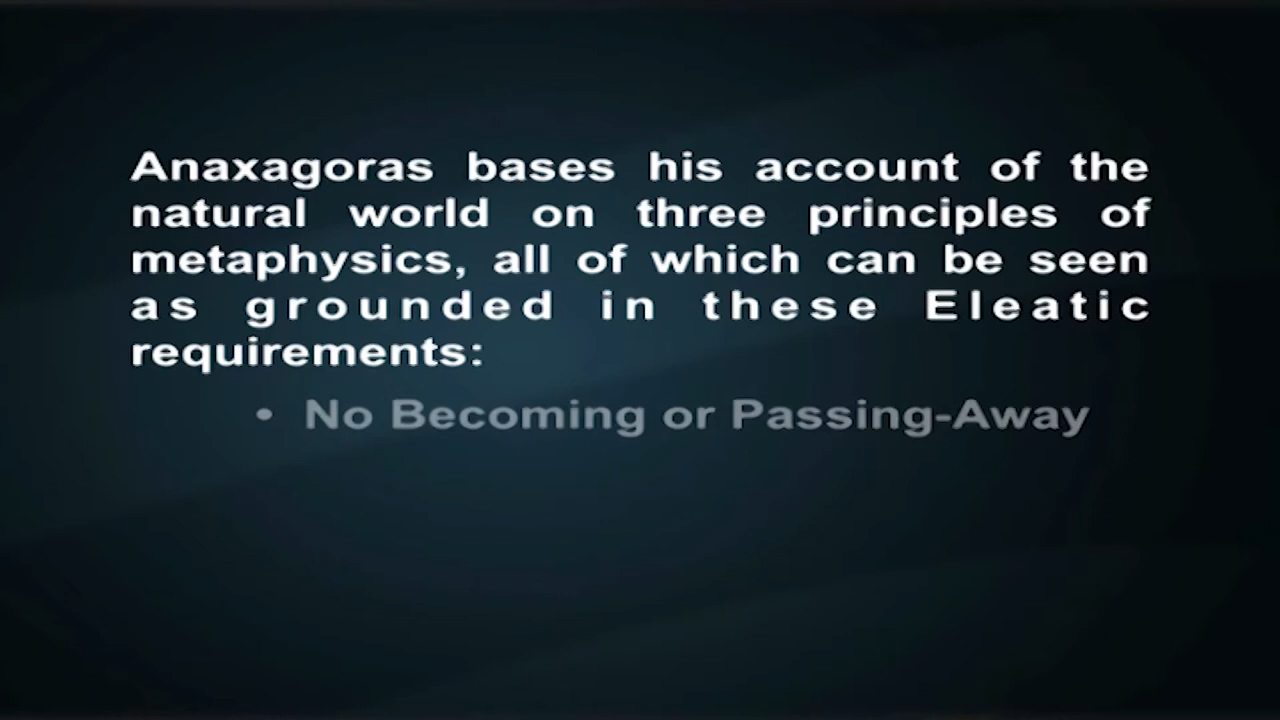 Anaxagoras bases his account of the
natural world on three principles of
metaphysics, all of which can be seen
as grounded in these Eleatic
requirements:
• No Becoming or Passing-Away